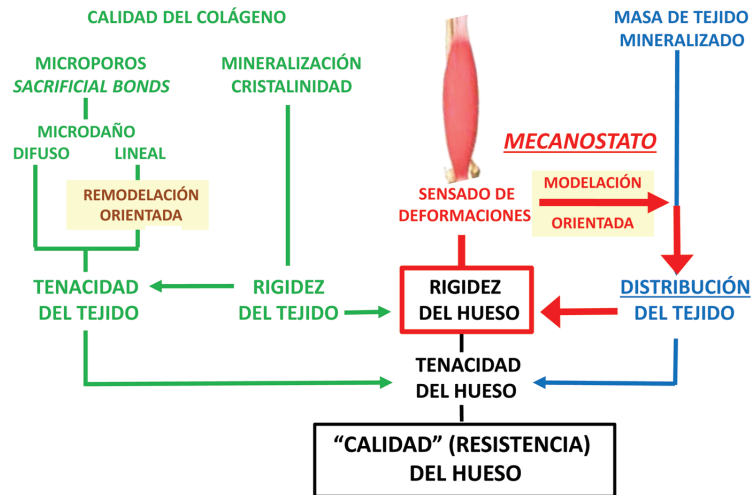 CALIDAD DEL COLÁGENO
MICROPOROS
SACRIFICIAL BONDS
MICRODAÑO
DIFUSO
LINEAL
REMODELACIÓN
ORIENTADA
TENACIDAD
DEL TEJIDO
MINERALIZACIÓN
CRISTALINIDAD
RIGIDEZ
DEL TEJIDO
MECANOSTATO
SENSADO DE
DEFORMACIONES
MODELACIÓN
ORIENTADA
MASA DE TEJIDO
MINERALIZADO
DISTRIBUCIÓN
DEL TEJIDO
RIGIDEZ
DEL HUESO
TENACIDAD
DEL HUESO
“CALIDAD” (RESISTENCIA)
DEL HUESO